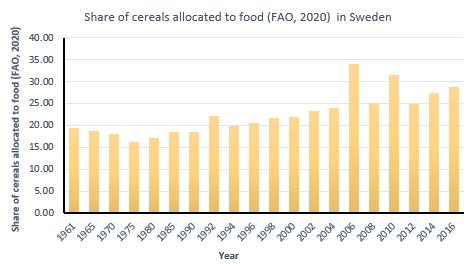 Share of cereals allocated to food (FAO, 2020)  in Sweden
Share of cereals allocated to food (FAO, 2020)
40.00
35.00
30.00
25.00
20.00
15.00
10.00
5.00
0.00
1961 1965 1970 1975 1980 1985 1990 1992 1994 1996 1998 2000 2002 2004 2006 2008 2010 2012 2014 2016
Year